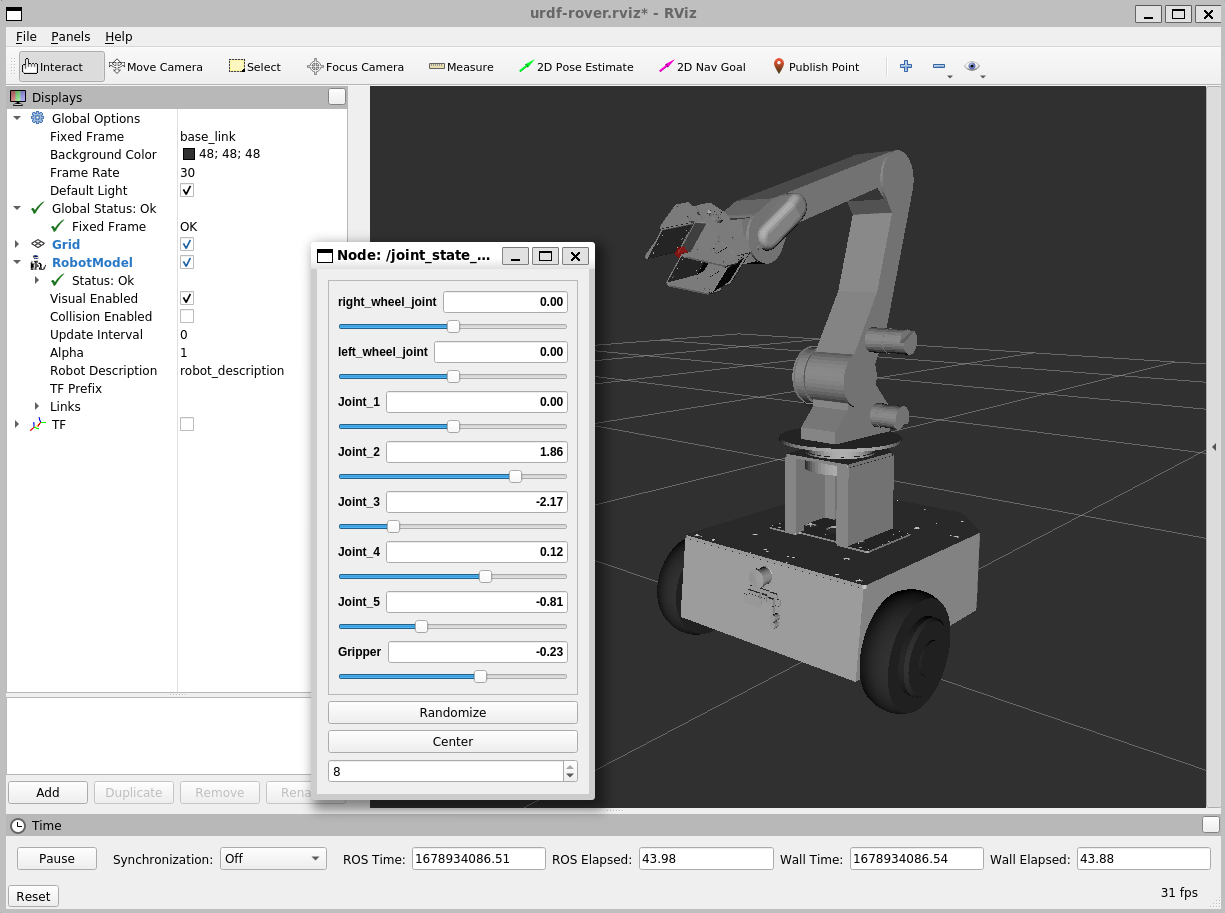 urdf-rover.rviz* - RViz
File Panels Help
Interact Move Camera Select Focus Camera Measure 2D Pose Estimate 2D Nav Goal Publish Point
Displays
Global Options
Fixed Frame base_link
Background Color 48; 48; 48
Frame Rate 30
Default Light
Global Status: Ok
Fixed Frame OK
Grid
RobotModel
Status: Ok
Visual Enabled
Collision Enabled
Update Interval 0
Alpha 1
Robot Description robot_description
TF Prefix
Links
TF
Add Duplicate Remove Rena
Node: /joint_state_...
right_wheel_joint 0.00
left_wheel_joint 0.00
Joint_1 0.00
Joint_2 1.86
Joint_3 -2.17
Joint_4 0.12
Joint_5 -0.81
Gripper -0.23
Randomize
Center
8
Time
Pause Synchronization: Off ROS Time: 1678934086.51 ROS Elapsed: 43.98 Wall Time: 1678934086.54 Wall Elapsed: 43.88
Reset 31 fps